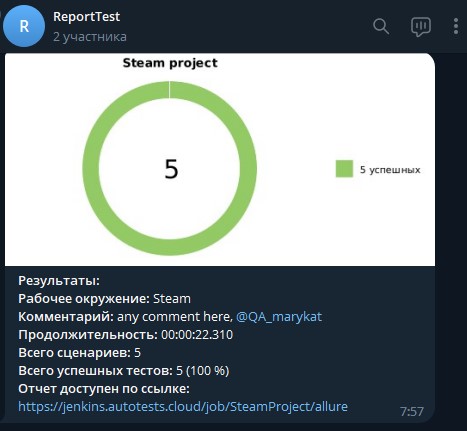 R
ReportTest
2 участника
Steam project
5
5 успешных
Результаты:
Рабочее окружение: Steam
Комментарий: any comment here, @QA_marykat
Продолжительность: 00:00:22.310
Всего сценариев: 5
Всего успешных тестов: 5 (100 %)
Отчет доступен по ссылке:
https://jenkins.autotests.cloud/job/SteamProject/allure
7:57